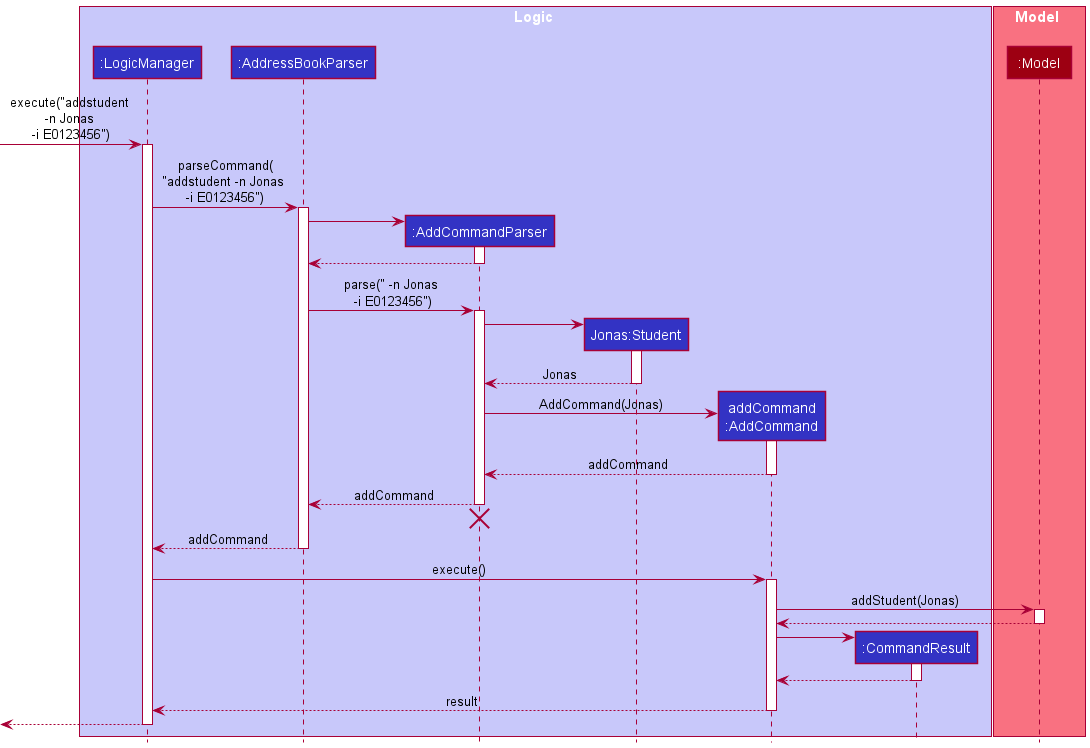 Logic
Model
:LogicManager
:AddressBookParser
:Model
execute("addstudent
-n Jonas
-i E0123456")
parseCommand(
"addstudent -n Jonas
-i E0123456")
:AddCommandParser
parse(" -n Jonas
-i E0123456")
Jonas:Student
Jonas
AddCommand(Jonas)
addCommand
:AddCommand
addCommand
addCommand
addCommand
execute()
addStudent(Jonas)
:CommandResult
result